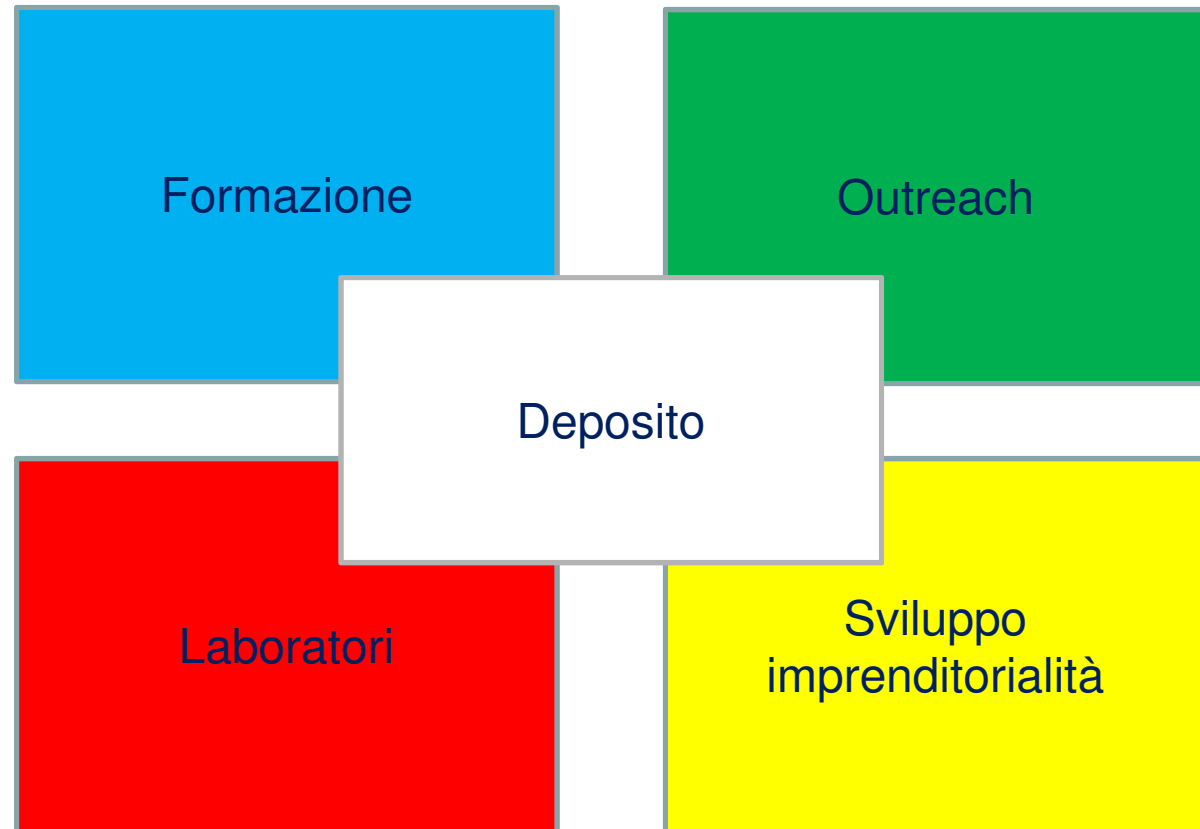 Formazione
Outreach
Deposito
Laboratori
Sviluppo
imprenditorialità